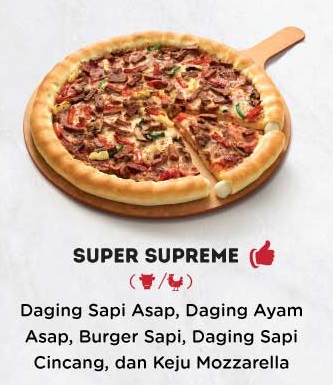 SUPER SUPREME
(/)
Daging Sapi Asap, Daging Ayam
Asap, Burger Sapi, Daging Sapi
Cincang, dan Keju Mozzarella